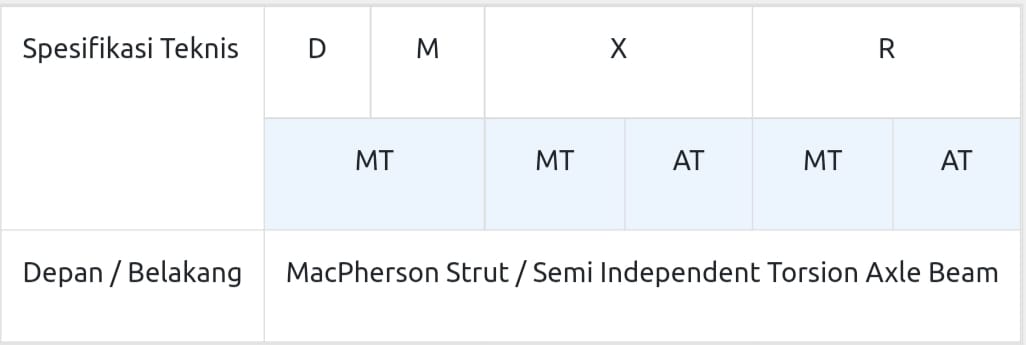 Spesifikasi Teknis D M X R
MT MT AT MT AT
Depan / Belakang MacPherson Strut / Semi Independent Torsion Axle Beam